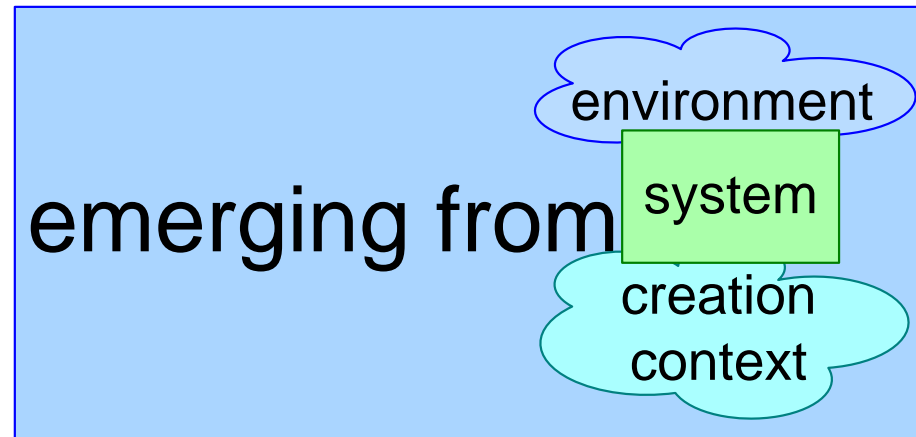 environment
system
emerging from
creation
context